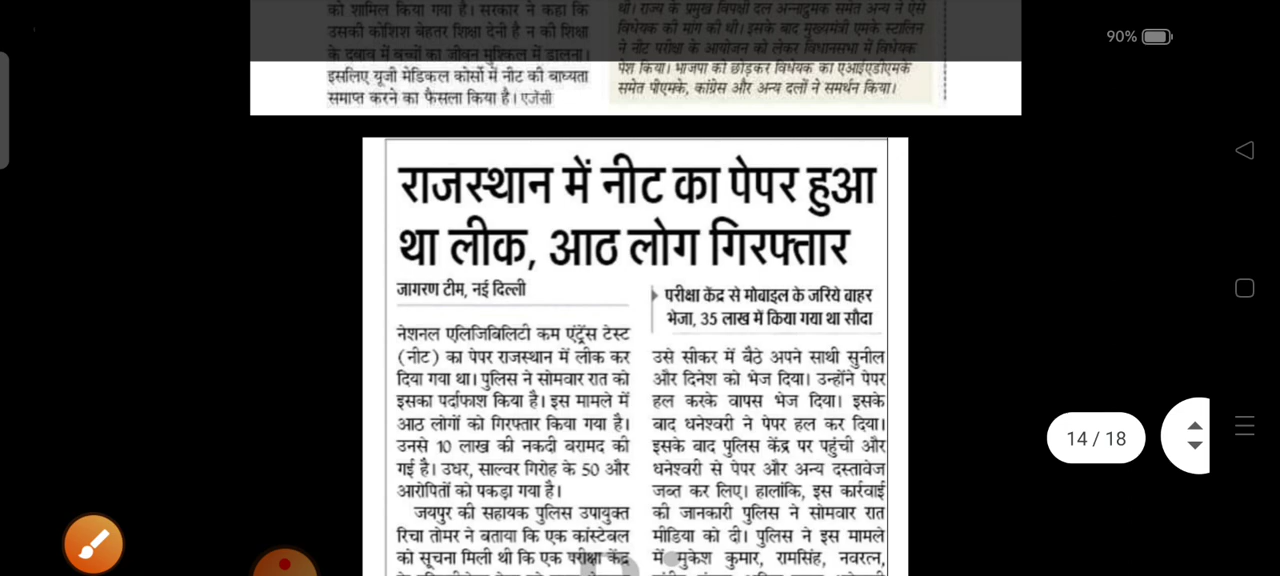 को शामिल किया गया है। सरकार ने कहा कि
उसकी कोशिश बेहतर शिक्षा देनी है न की शिक्षा
के दबाव में बच्चों का जीवन मुश्किल में डालना।
इसलिए यूजी मेडिकल कोर्सों में नीट की बाध्यता
समाप्त करने का फैसला किया है। एजेंसी
थी। राज्य के प्रमुख विपक्षी दल अन्नाद्रमुक समेत अन्य ने ऐसे
विधेयक की मांग की थी। इसके बाद मुख्यमंत्री एमके स्टालिन
ने नीट परीक्षा के आयोजन को लेकर विधानसभा में विधेयक
पेश किया। भाजपा को छोड़कर विधेयक का एआईएडीएमके
समेत पीएमके, कांग्रेस और अन्य दलों ने समर्थन किया।
90%
राजस्थान में नीट का पेपर हुआ
था लीक, आठ लोग गिरफ्तार
जागरण टीम, नई दिल्ली
नेशनल एलिजिबिलिटी कम एंट्रेंस टेस्ट
(नीट) का पेपर राजस्थान में लीक कर
दिया गया था। पुलिस ने सोमवार रात को
इसका पर्दाफाश किया है। इस मामले में
आठ लोगों को गिरफ्तार किया गया है।
उनसे 10 लाख की नकदी बरामद की
गई है। उधर, साल्वर गिरोह के 50 और
आरोपितों को पकड़ा गया है।
जयपुर की सहायक पुलिस उपायुक्त
रिचा तोमर ने बताया कि एक कांस्टेबल
को सूचना मिली थी कि एक परीक्षा केंद्र
परीक्षा केंद्र से मोबाइल के जरिये बाहर
भेजा, 35 लाख में किया गया था सौदा
उसे सीकर में बैठे अपने साथी सुनील
और दिनेश को भेज दिया। उन्होंने पेपर
हल करके वापस भेज दिया। इसके
बाद धनेश्वरी ने पेपर हल कर दिया।
इसके बाद पुलिस केंद्र पर पहुंची और
धनेश्वरी से पेपर और अन्य दस्तावेज
जब्त कर लिए। हालांकि, इस कार्रवाई
की जानकारी पुलिस ने सोमवार रात
मीडिया को दी। पुलिस ने इस मामले
में मुकेश कुमार, रामसिंह, नवरत्न,
14 / 18